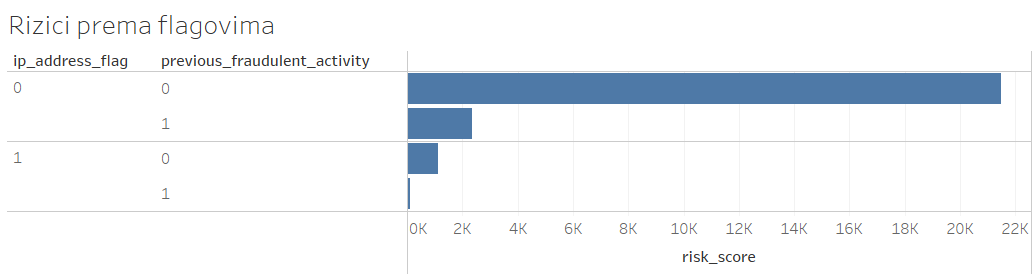 Rizici prema flagovima
ip_address_flag previous_fraudulent_activity
0 0
1
1 0
1
0K 2K 4K 6K 8K 10K 12K 14K 16K 18K 20K 22K
risk_score